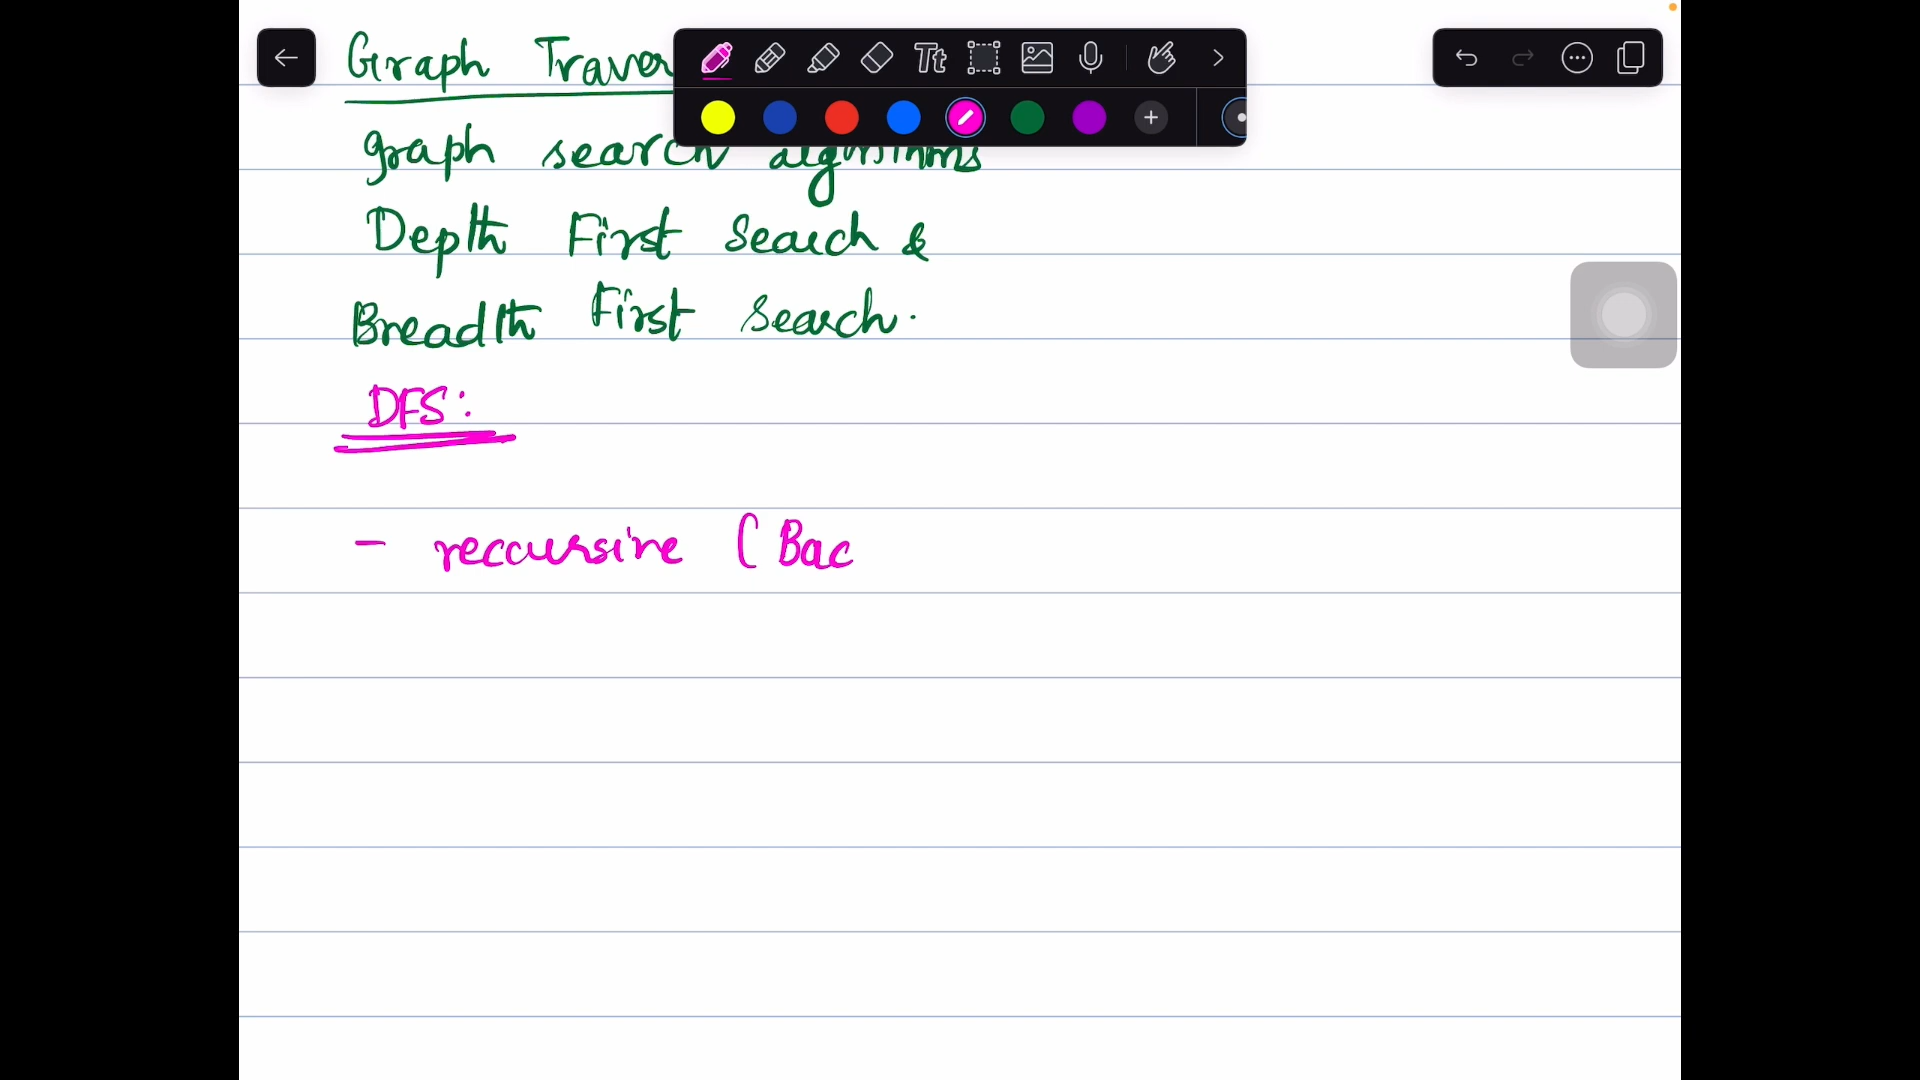 Graph Traver
graph search algorithms
Depth First Search &
Breadth First Search.
DFS:
- reccursive ( Bac